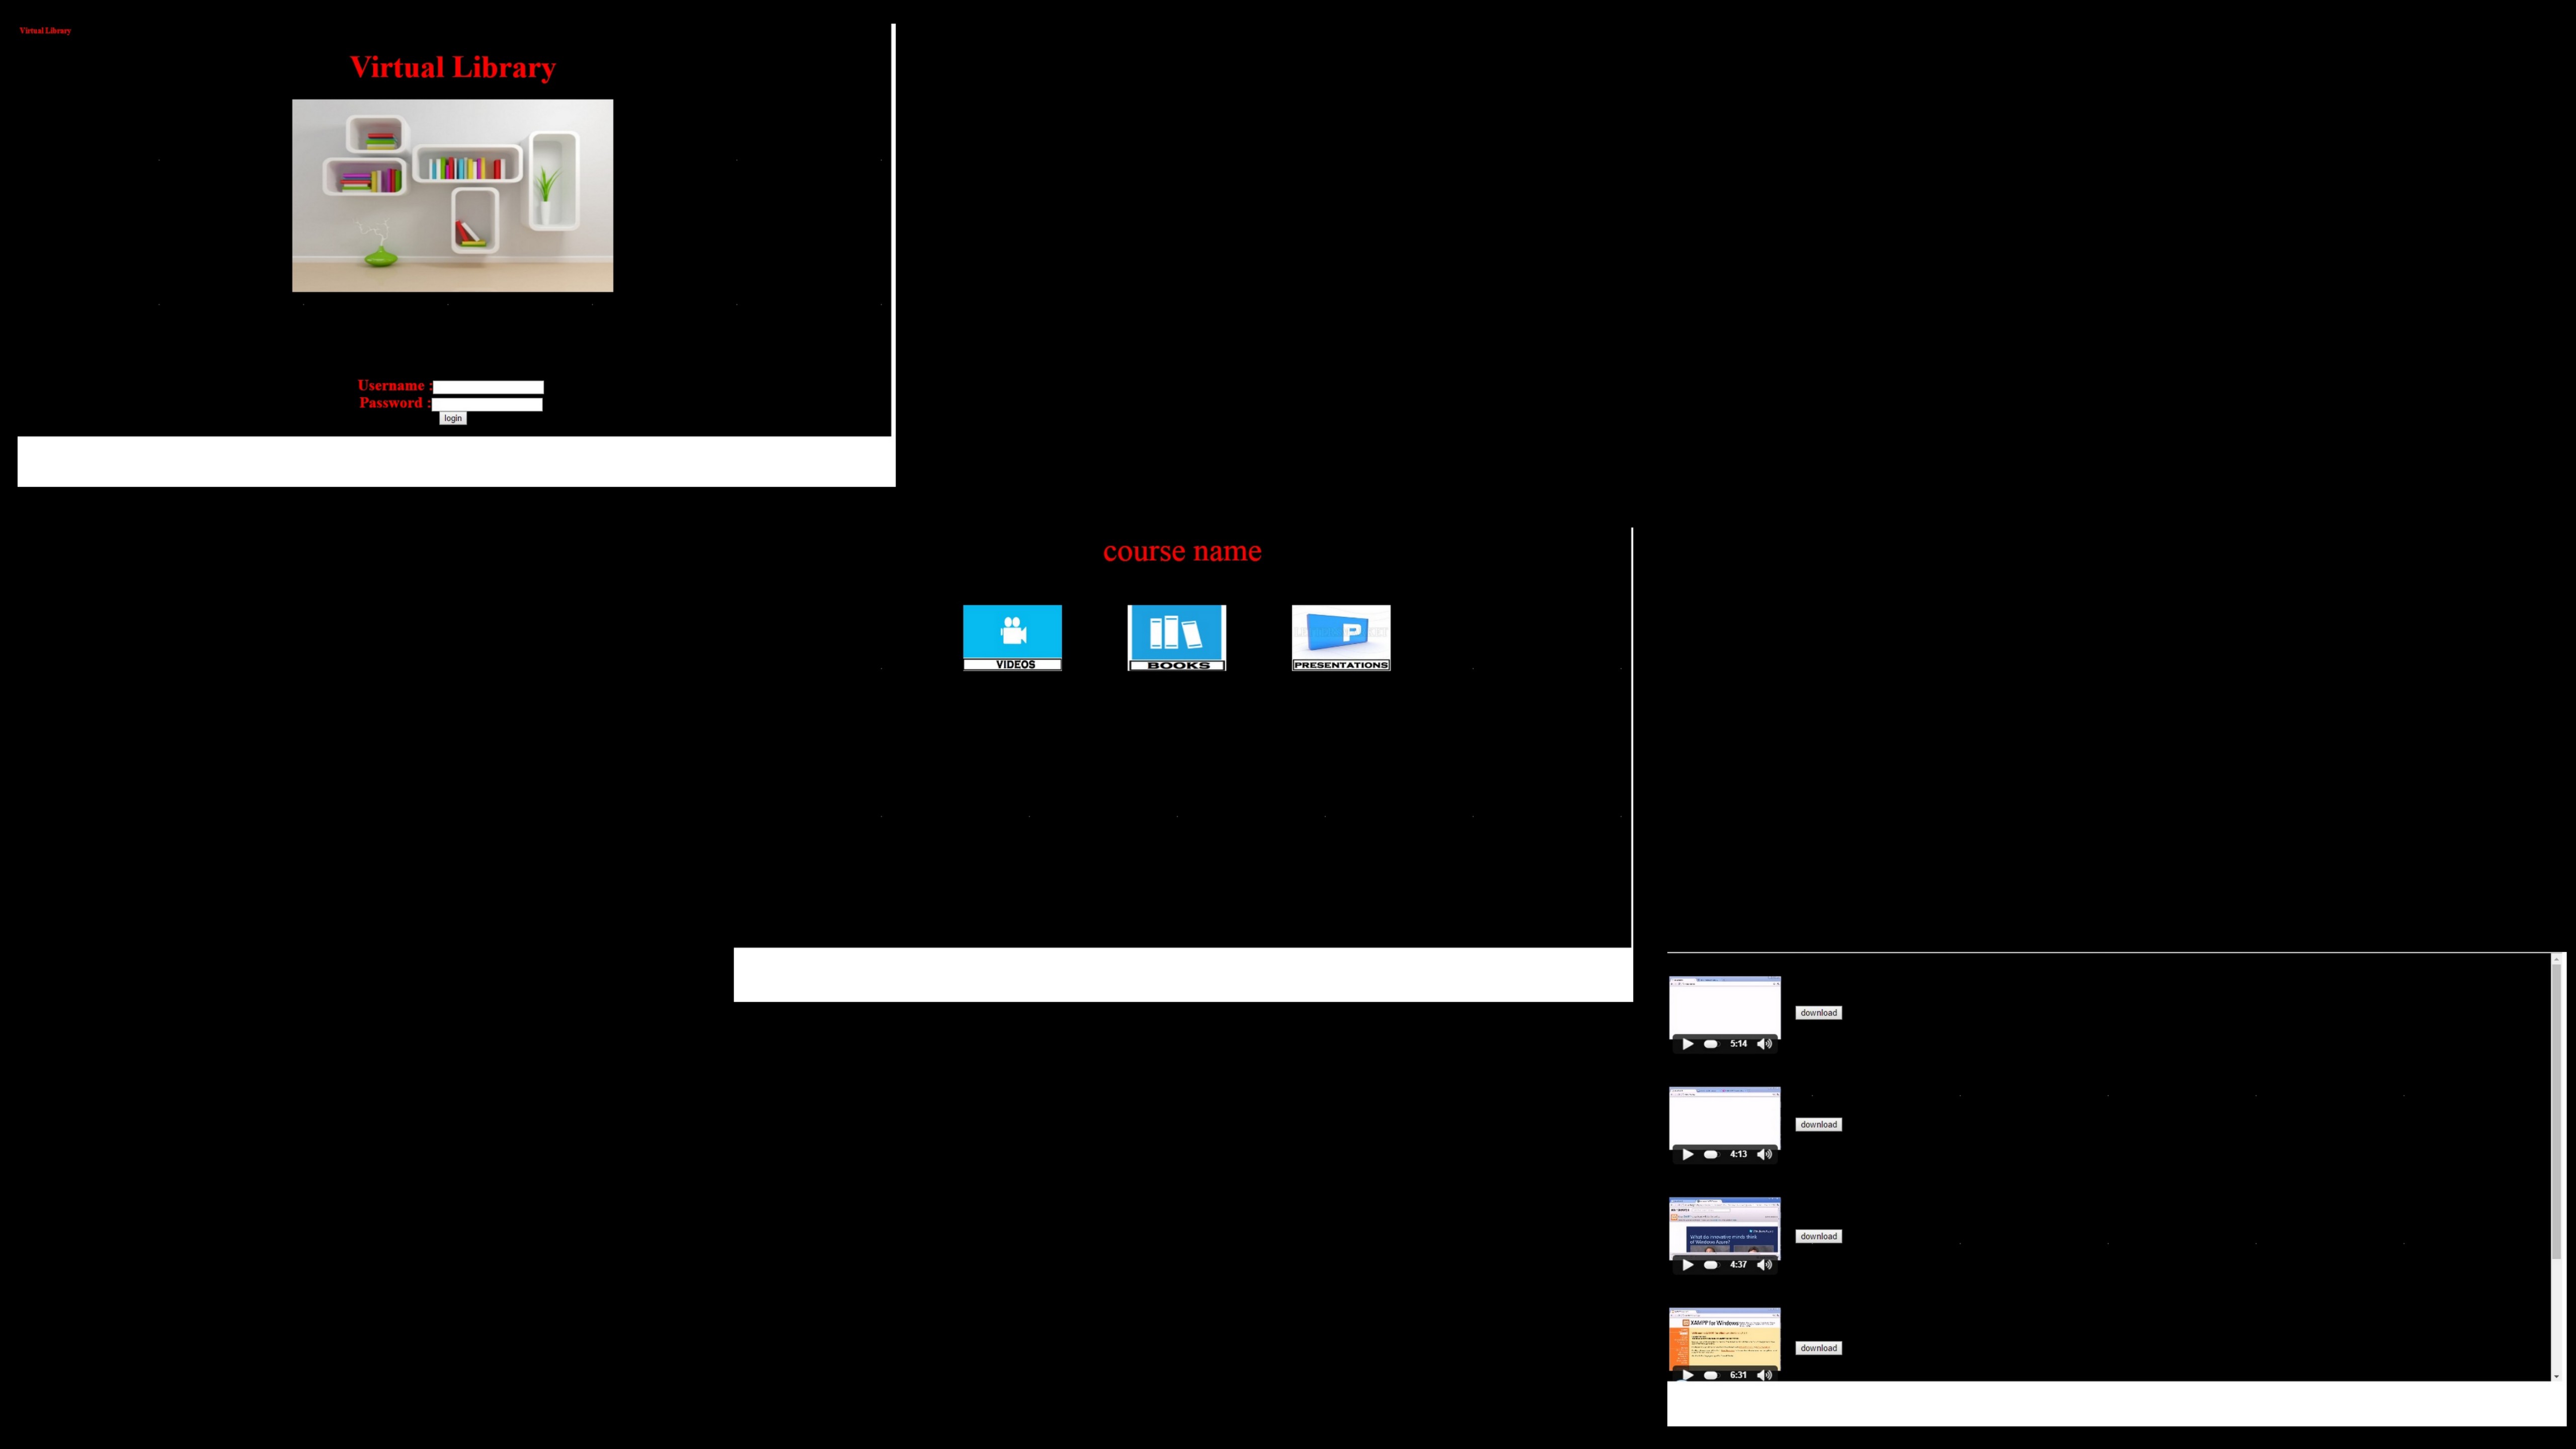 Virtual Library
Virtual Library
Username :
Password :
login
course name
VIDEOS
BOOKS
P
PRESENTATIONS
download
5:14
download
4:13
What do innovative minds think
of Windows Azure?
download
4:37
XAMPP for Windows
download
6:31